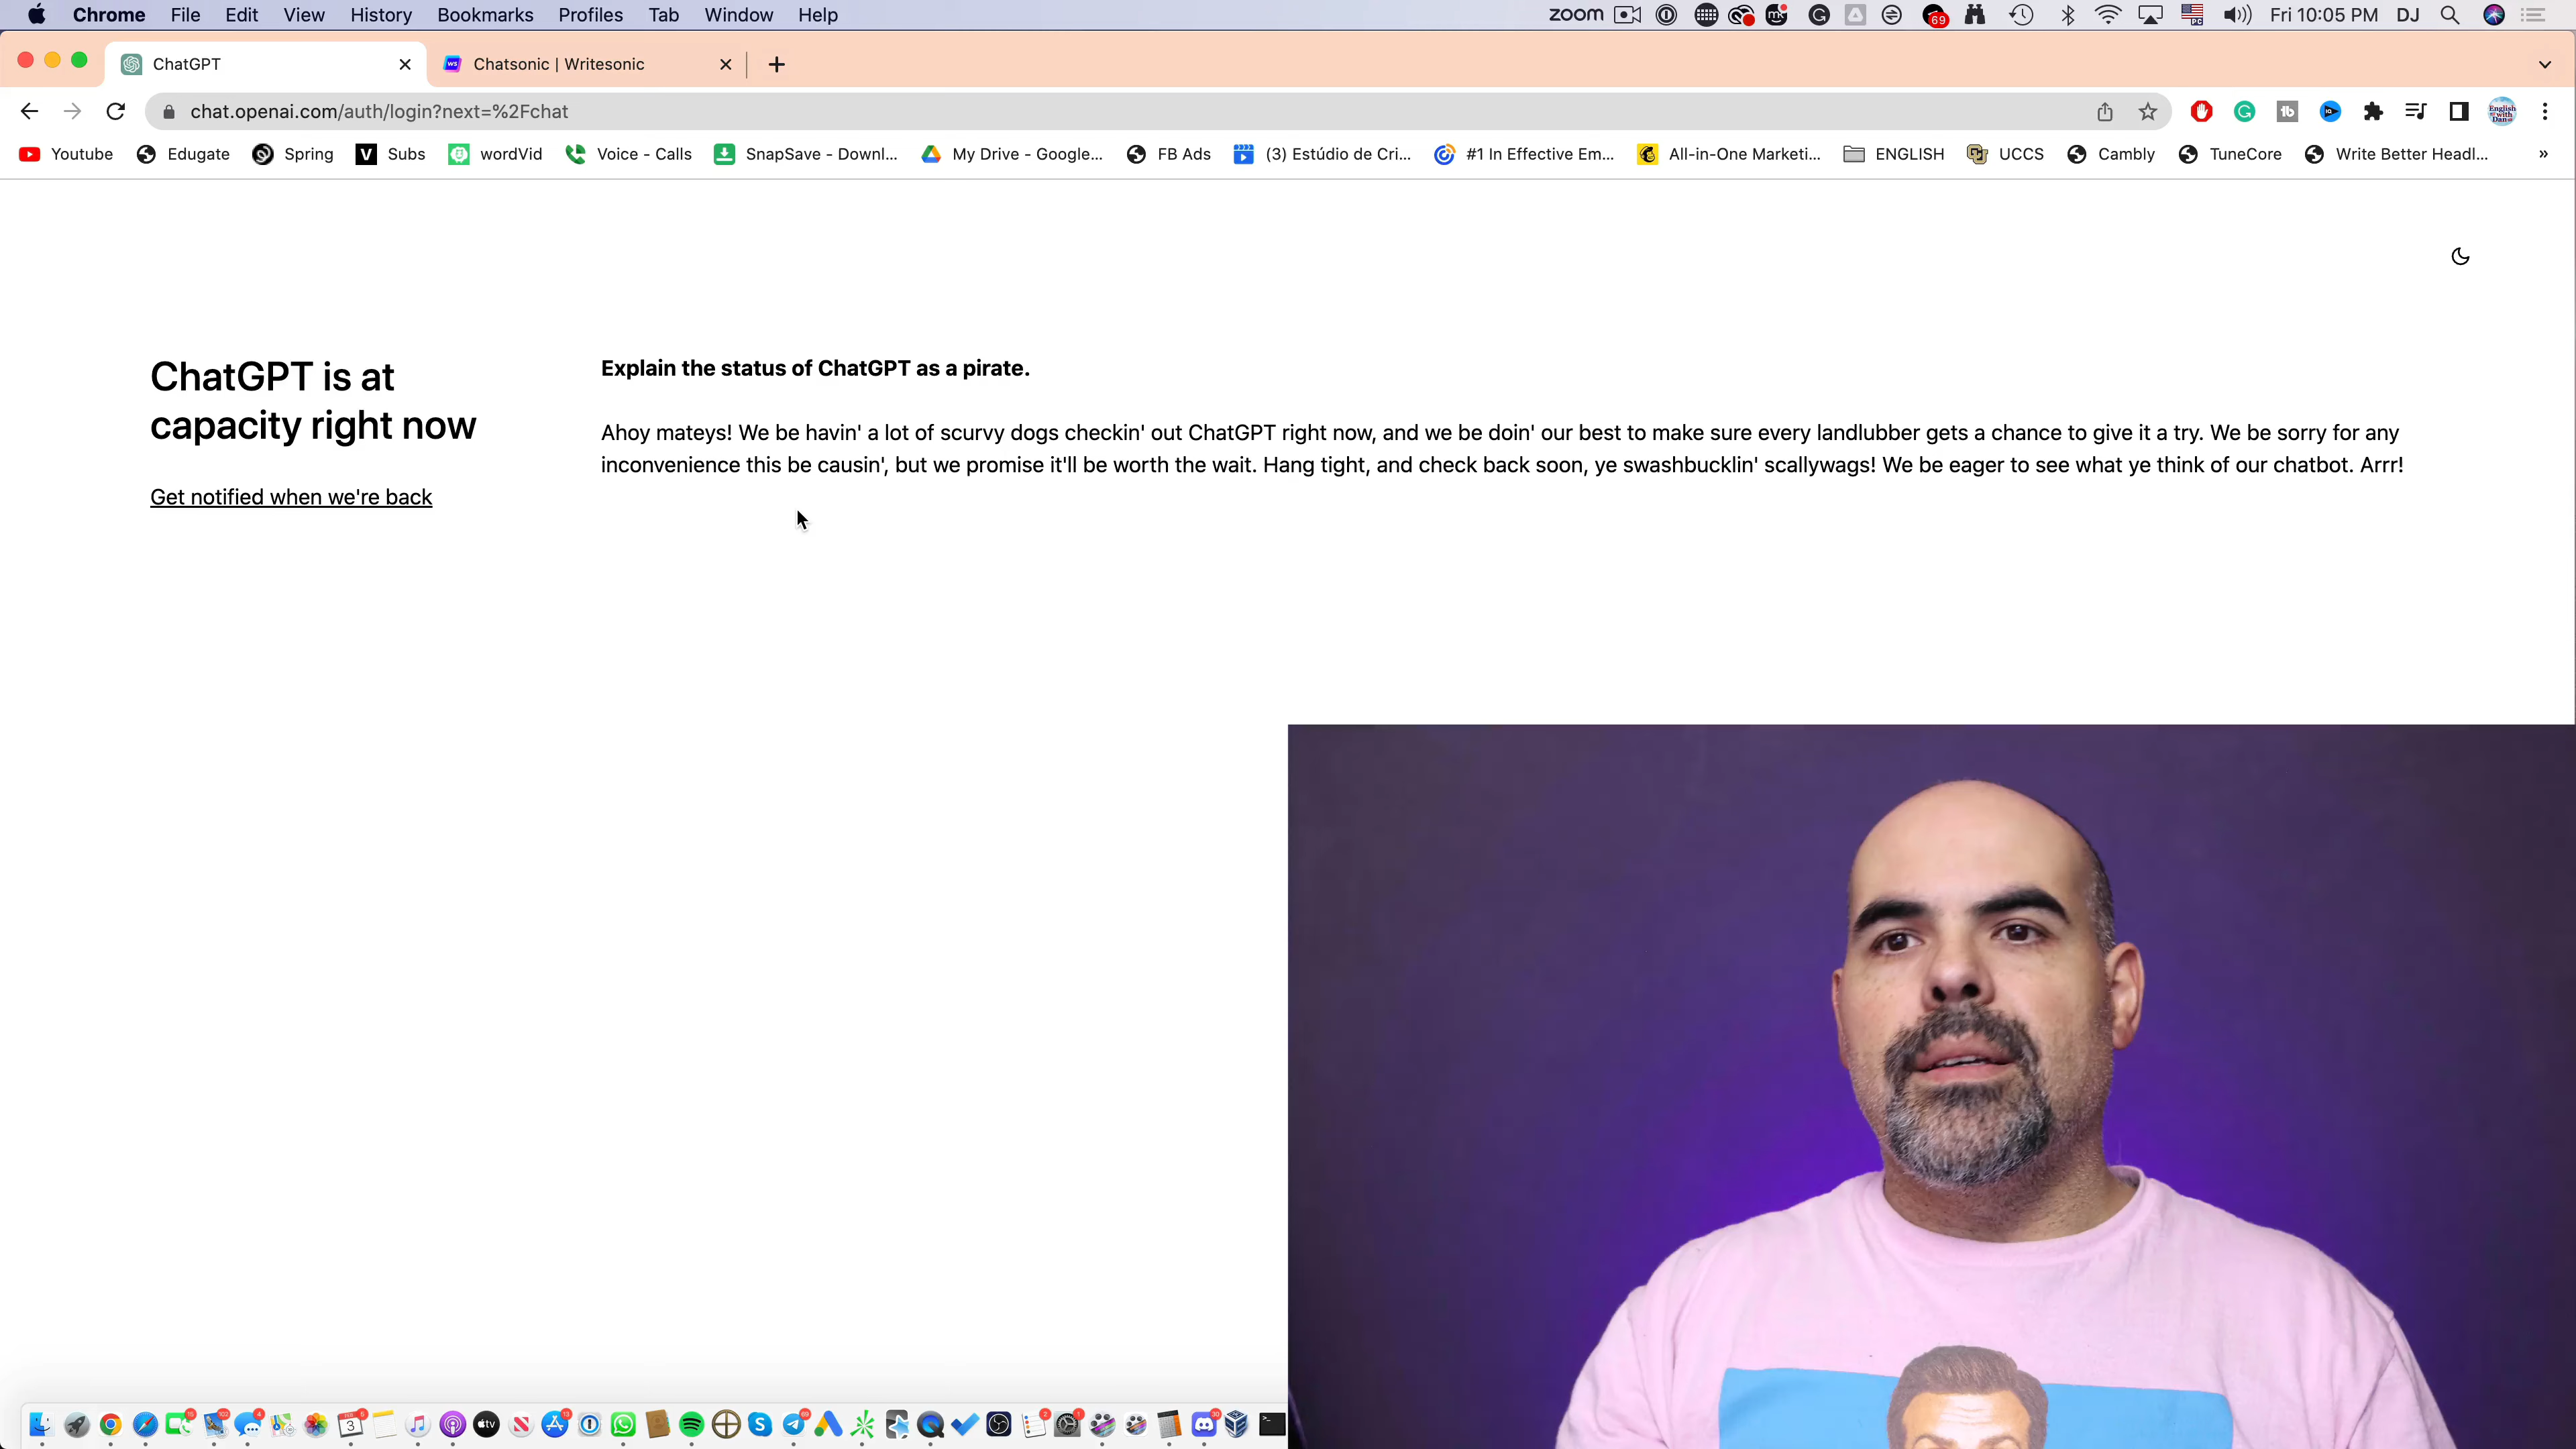 Chrome File Edit View History Bookmarks Profiles Tab Window Help zoom 69 PC Fri 10:05 PM DJ
ChatGPT ws Chatsonic | Writesonic
chat.openai.com/auth/login?next=%2Fchat
Youtube Edugate Spring V Subs wordVid Voice - Calls SnapSave - Downl... My Drive - Google... FB Ads (3) Estúdio de Cri... #1 In Effective Em... All-in-One Marketi... ENGLISH UCCS Cambly TuneCore Write Better Headl... »
ChatGPT is at
capacity right now
Get notified when we're back
Explain the status of ChatGPT as a pirate.
Ahoy mateys! We be havin' a lot of scurvy dogs checkin' out ChatGPT right now, and we be doin' our best to make sure every landlubber gets a chance to give it a try. We be sorry for any
inconvenience this be causin', but we promise it'll be worth the wait. Hang tight, and check back soon, ye swashbucklin' scallywags! We be eager to see what ye think of our chatbot. Arrr!
tv